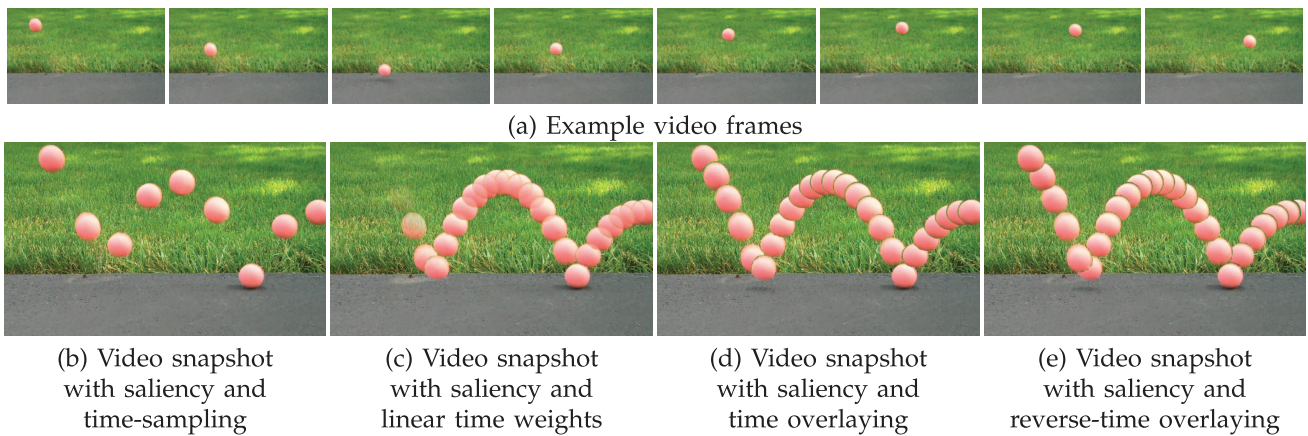 (a) Example video frames
(b) Video snapshot
with saliency and
time-sampling
(c) Video snapshot
with saliency and
linear time weights
(d) Video snapshot
with saliency and
time overlaying
(e) Video snapshot
with saliency and
reverse-time overlaying